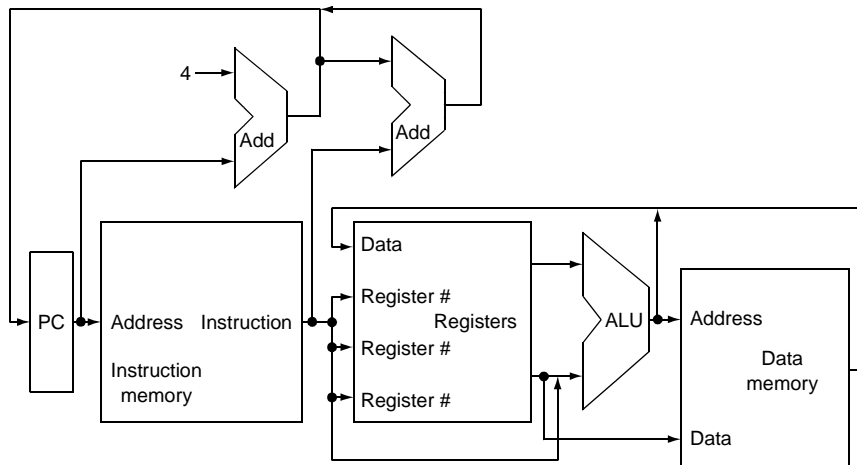 4
Add
Add
Data
PC
Address
Instruction
Instruction
memory
Register #
Register #
Register #
Registers
ALU
Address
Data
memory
Data